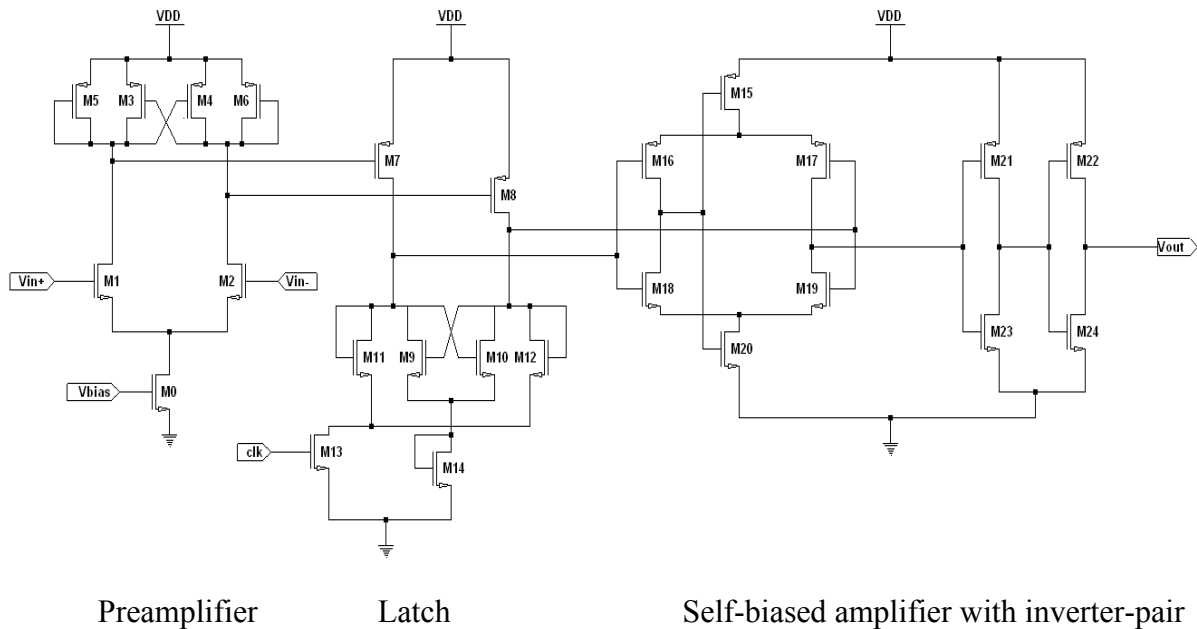 VDD
VDD
VDD
M5
M3
M4
M6
M15
M7
M16
M17
M21
M22
M8
Vout
Vin+
M1
M2
Vin-
M18
M19
M11
M9
M10
M12
M20
M23
M24
Vbias
M0
clk
M13
M14
Preamplifier
Latch
Self-biased amplifier with inverter-pair